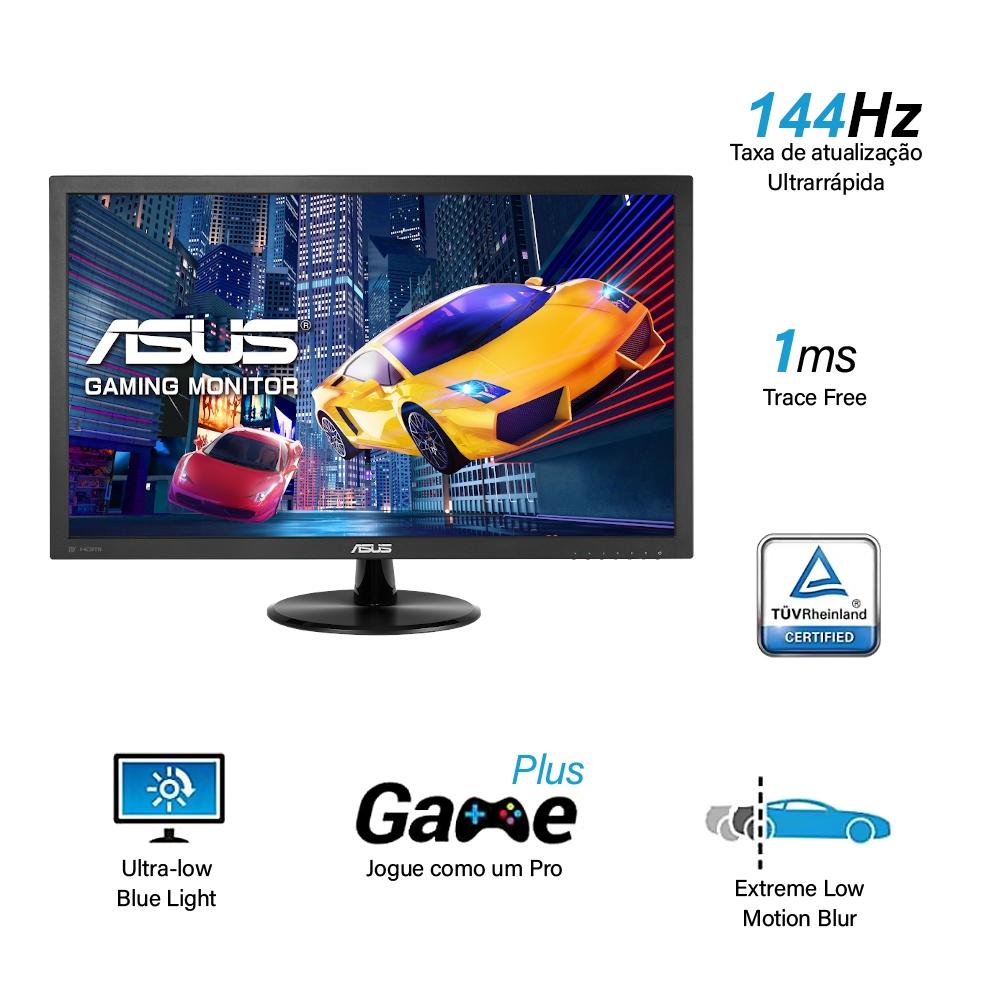 144Hz
Taxa de atualização
Ultrarrápida
ASUS®
GAMING MONITOR
1ms
Trace Free
HDMI
ASUS
TÜVRheinland®
CERTIFIED
Ultra-low
Blue Light
Plus
Game
Jogue como um Pro
Extreme Low
Motion Blur